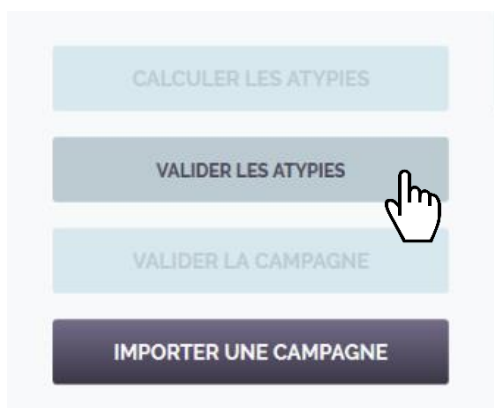 CALCULER LES ATYPIES
VALIDER LES ATYPIES
VALIDER LA CAMPAGNE
IMPORTER UNE CAMPAGNE